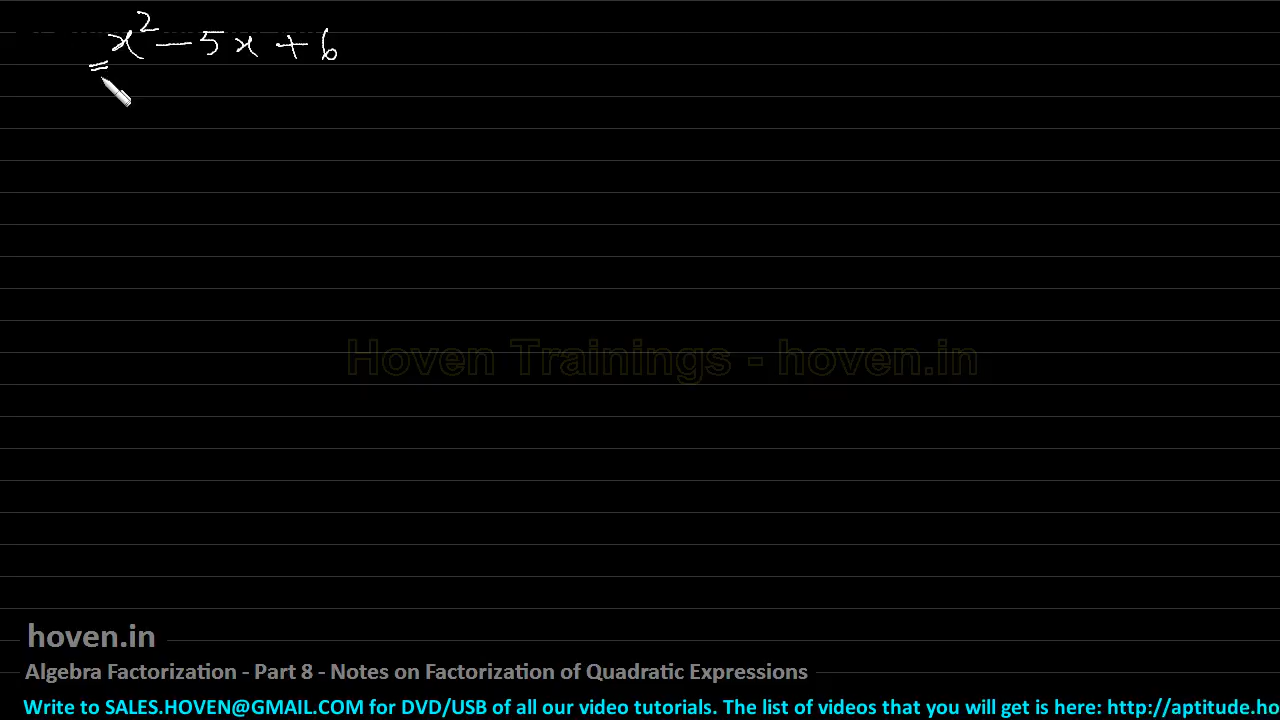 x² – 5x + 6
=
Hoven Trainings - hoven.in
hoven.in
Algebra Factorization - Part 8 - Notes on Factorization of Quadratic Expressions
Write to SALES.HOVEN@GMAIL.COM for DVD/USB of all our video tutorials. The list of videos that you will get is here: http://aptitude.ho